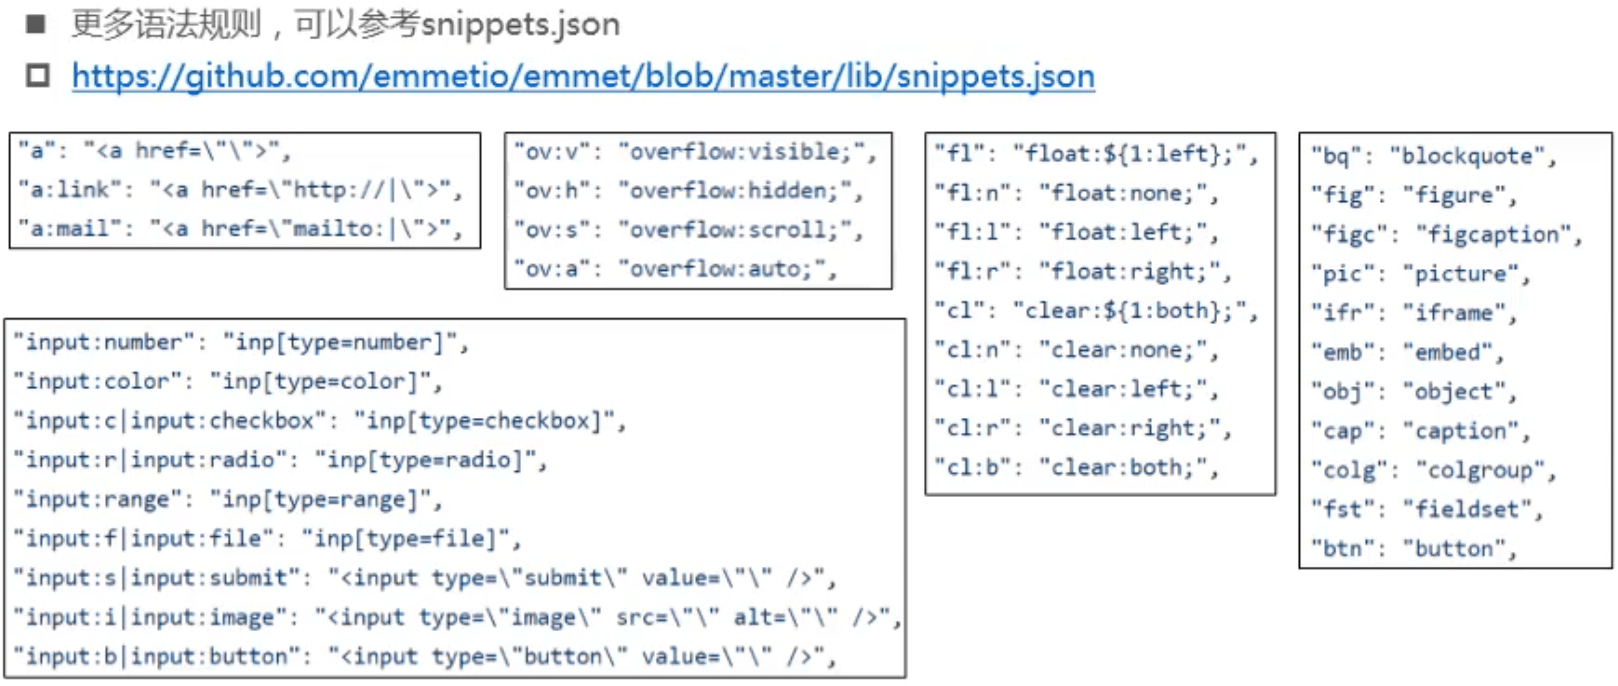 更多语法规则，可以参考snippets.json
https://github.com/emmetio/emmet/blob/master/lib/snippets.json
"a": "<a href=\"\">",
"a:link": "<a href=\"http://|\">",
"a:mail": "<a href=\"mailto:|\">",
"ov:v": "overflow:visible;",
"ov:h": "overflow:hidden;",
"ov:s": "overflow:scroll;",
"ov:a": "overflow:auto;",
"fl": "float:${1:left};",
"fl:n": "float:none;",
"fl:l": "float:left;",
"fl:r": "float:right;",
"cl": "clear:${1:both};",
"cl:n": "clear:none;",
"cl:l": "clear:left;",
"cl:r": "clear:right;",
"cl:b": "clear:both;",
"bq": "blockquote",
"fig": "figure",
"figc": "figcaption",
"pic": "picture",
"ifr": "iframe",
"emb": "embed",
"obj": "object",
"cap": "caption",
"colg": "colgroup",
"fst": "fieldset",
"btn": "button",
"input:number": "inp[type=number]",
"input:color": "inp[type=color]",
"input:c|input:checkbox": "inp[type=checkbox]",
"input:r|input:radio": "inp[type=radio]",
"input:range": "inp[type=range]",
"input:f|input:file": "inp[type=file]",
"input:s|input:submit": "<input type=\"submit\" value=\"\" />",
"input:i|input:image": "<input type=\"image\" src=\"\" alt=\"\" />",
"input:b|input:button": "<input type=\"button\" value=\"\" />",